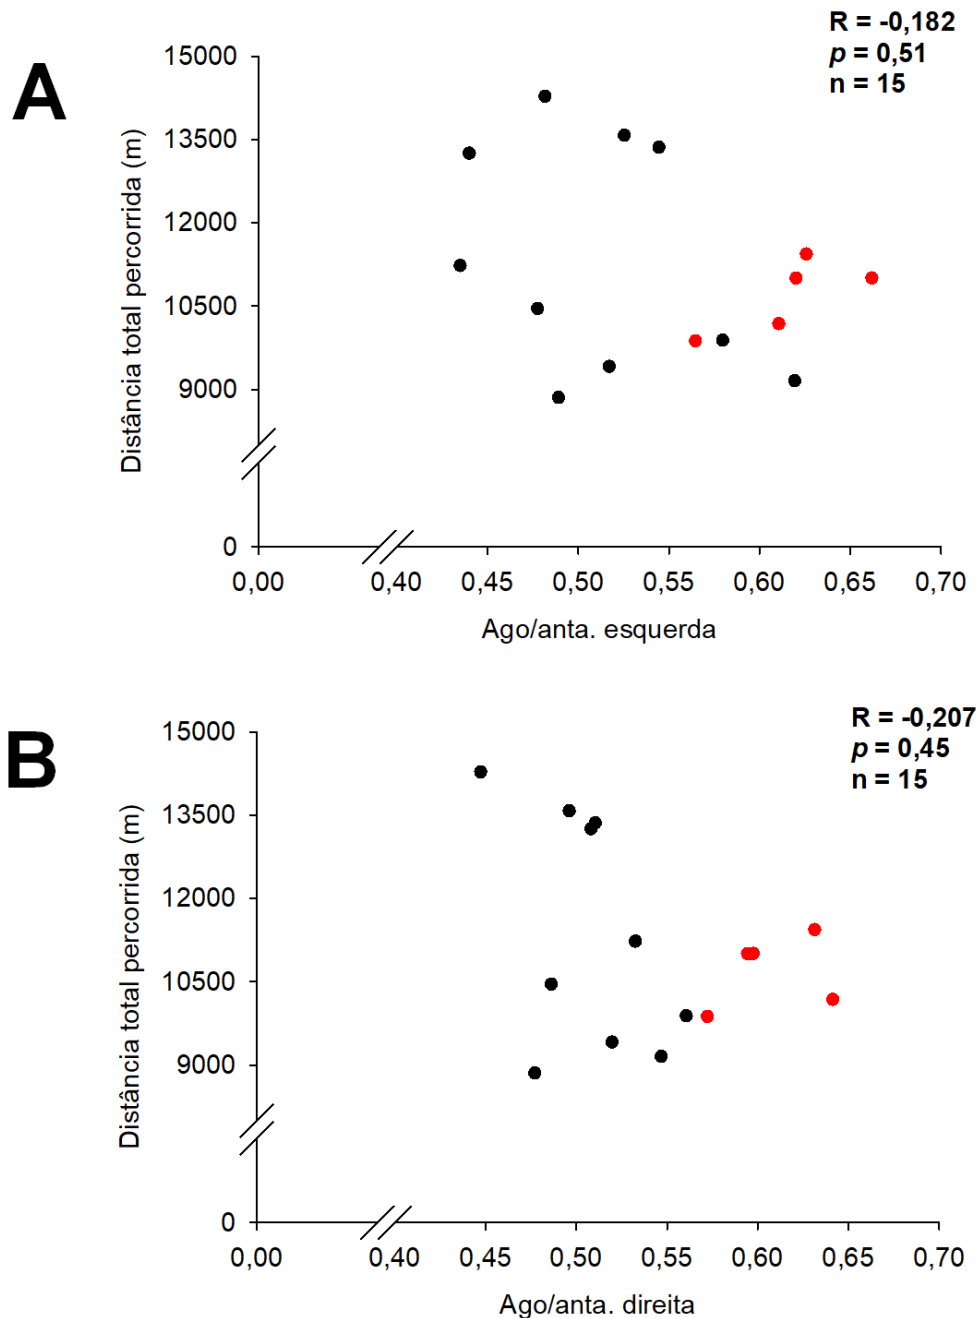 A
R = -0,182
p = 0,51
n = 15
Distância total percorrida (m)
15000
13500
12000
10500
9000
0
0,00 0,40 0,45 0,50 0,55 0,60 0,65 0,70
Ago/anta. esquerda
B
R = -0,207
p = 0,45
n = 15
Distância total percorrida (m)
15000
13500
12000
10500
9000
0
0,00 0,40 0,45 0,50 0,55 0,60 0,65 0,70
Ago/anta. direita